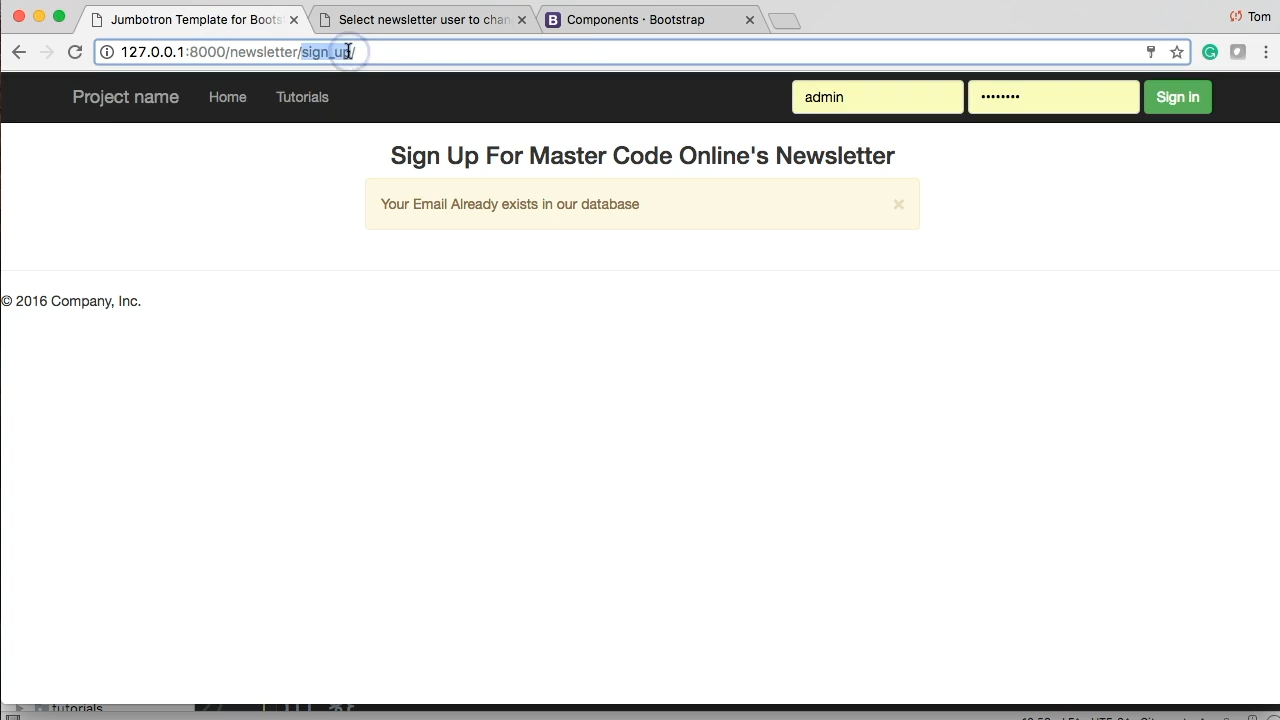 Jumbotron Template for Boots
Select newsletter user to chan
Components · Bootstrap
Tom
127.0.0.1:8000/newsletter/sign_up/
Project name
Home
Tutorials
admin
••••••••
Sign in
Sign Up For Master Code Online's Newsletter
Your Email Already exists in our database
×
© 2016 Company, Inc.
tutorials